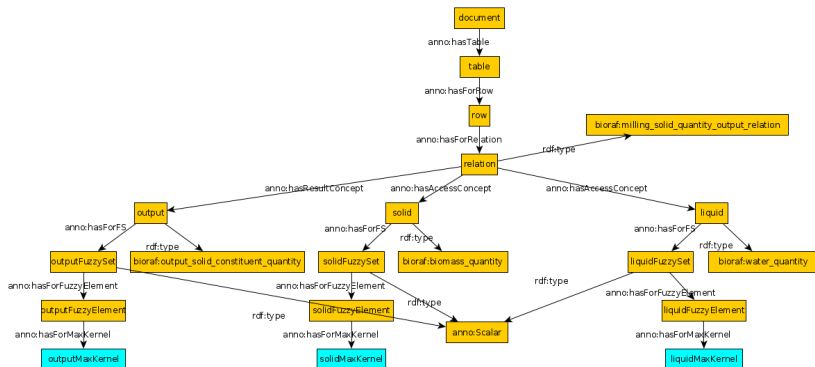 document
anno:hasTable
table
anno:hasForRow
row
bioraf:milling_solid_quantity_output_relation
anno:hasForRelation
rdf:type
relation
anno:hasResultConcept
anno:hasAccessConcept
anno:hasAccessConcept
output
solid
liquid
anno:hasForFS
anno:hasForFS
anno:hasForFS
rdf:type
rdf:type
rdf:type
outputFuzzySet
bioraf:output_solid_constituent_quantity
solidFuzzySet
bioraf:biomass_quantity
liquidFuzzySet
bioraf:water_quantity
rdf:type
anno:hasForFuzzyElement
anno:hasForFuzzyElement
anno:hasForFuzzyElement
rdf:type
outputFuzzyElement
solidFuzzyElement
liquidFuzzyElement
rdf:type
anno:hasForMaxKernel
anno:hasForMaxKernel
anno:Scalar
anno:hasForMaxKernel
outputMaxKernel
solidMaxKernel
liquidMaxKernel